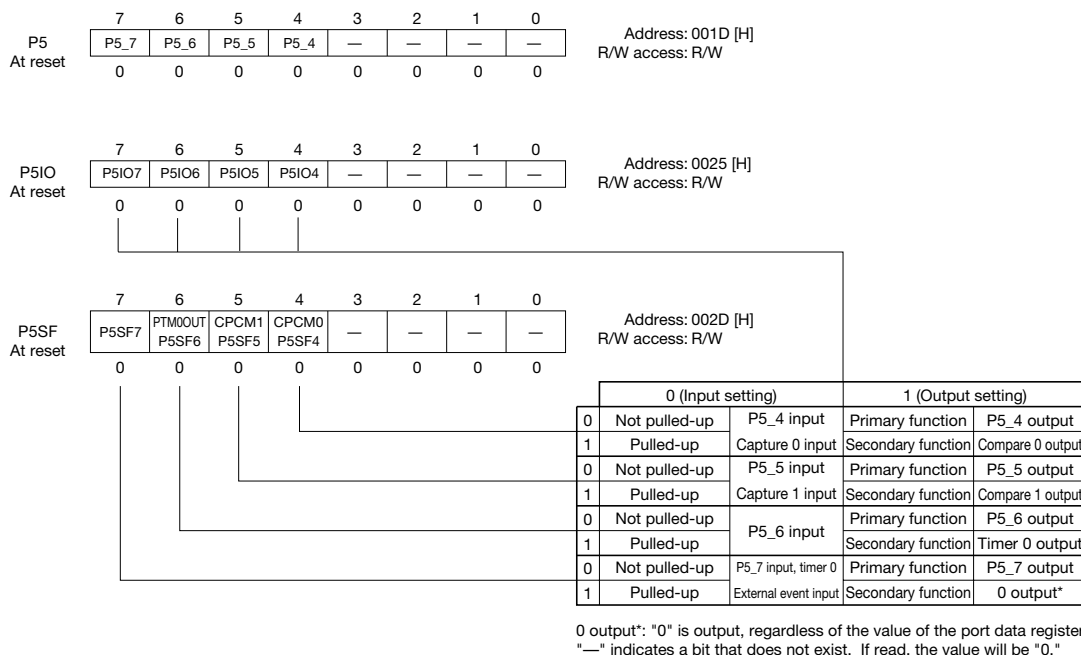 7 6 5 4 3 2 1 0
P5 P5_7 P5_6 P5_5 P5_4 — — — — Address: 001D [H]
At reset 0 0 0 0 0 0 0 0 R/W access: R/W
7 6 5 4 3 2 1 0
P5IO P5IO7 P5IO6 P5IO5 P5IO4 — — — — Address: 0025 [H]
At reset 0 0 0 0 0 0 0 0 R/W access: R/W
7 6 5 4 3 2 1 0
P5SF P5SF7 PTM0OUT P5SF6 CPCM1 P5SF5 CPCM0 P5SF4 — — — — Address: 002D [H]
At reset 0 0 0 0 0 0 0 0 R/W access: R/W
0 (Input setting) 1 (Output setting)
0 Not pulled-up P5_4 input Primary function P5_4 output
1 Pulled-up Capture 0 input Secondary function Compare 0 output
0 Not pulled-up P5_5 input Primary function P5_5 output
1 Pulled-up Capture 1 input Secondary function Compare 1 output
0 Not pulled-up P5_6 input Primary function P5_6 output
1 Pulled-up Secondary function Timer 0 output
0 Not pulled-up P5_7 input, timer 0 Primary function P5_7 output
1 Pulled-up External event input Secondary function 0 output*
0 output*: "0" is output, regardless of the value of the port data register
"—" indicates a bit that does not exist. If read, the value will be "0."